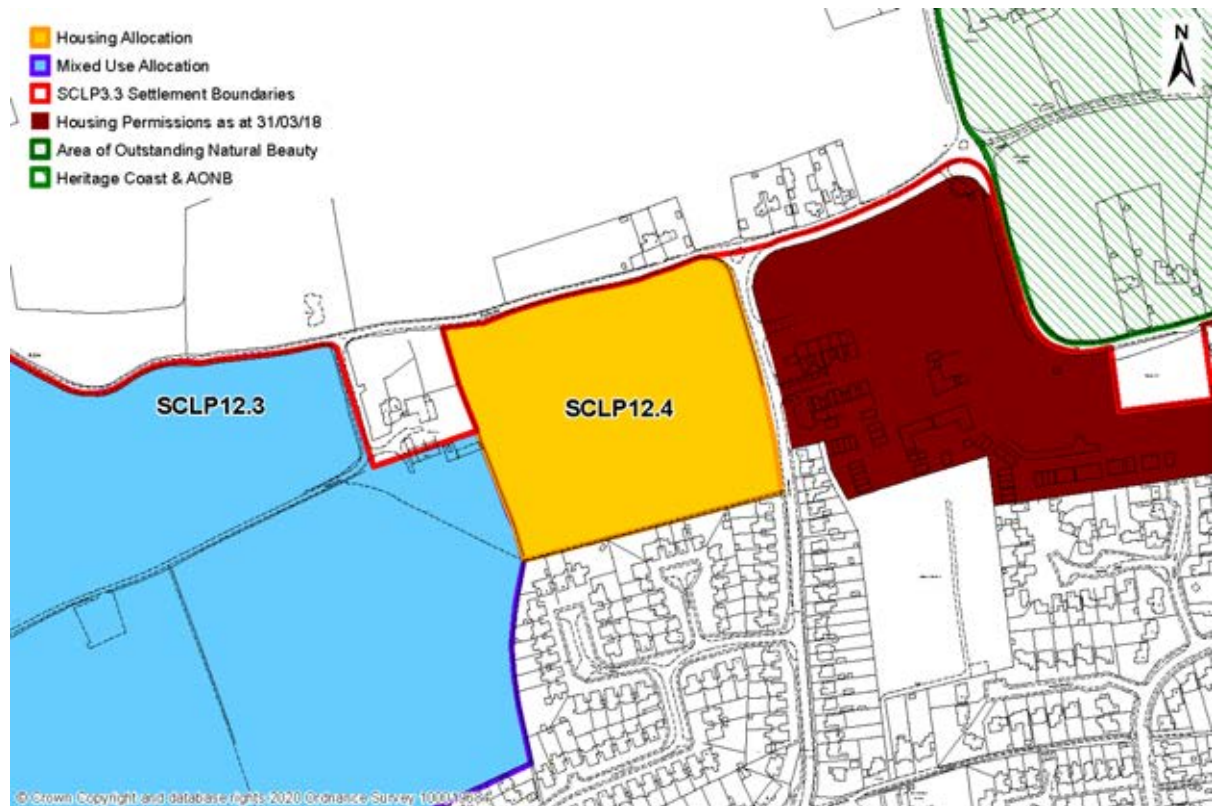 Housing Allocation
Mixed Use Allocation
SCLP3.3 Settlement Boundaries
Housing Permissions as at 31/03/18
Area of Outstanding Natural Beauty
Heritage Coast & AONB
N
SCLP12.3
SCLP12.4
© Crown Copyright and database rights 2020 Ordnance Survey